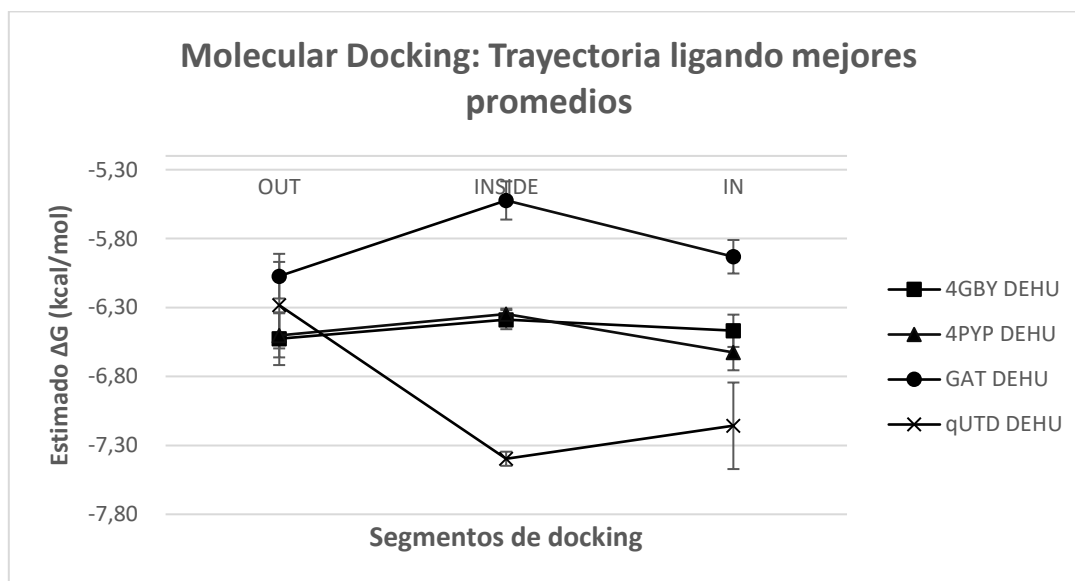 Molecular Docking: Trayectoria ligando mejores
promedios
-5,30
-5,80
-6,30
-6,80
-7,30
-7,80
OUT
INSIDE
IN
Estimado ΔG (kcal/mol)
Segmentos de docking
4GBY DEHU
4PYP DEHU
GAT DEHU
qUTD DEHU